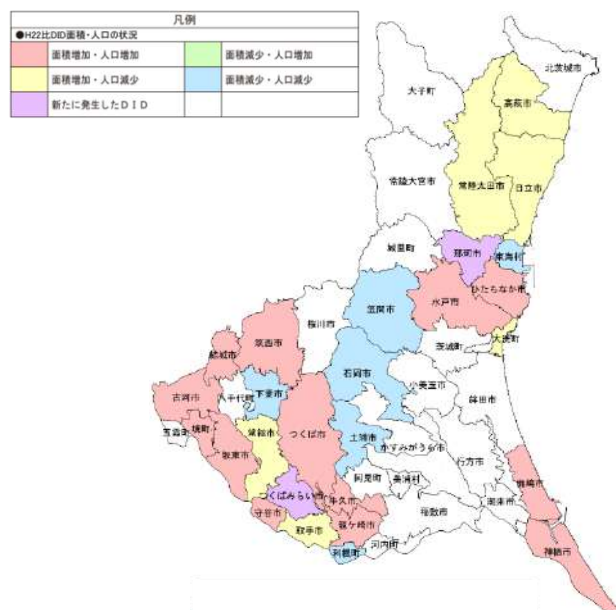 凡例
●H22比DID面積・人口の状況
面積増加・人口増加
面積減少・人口増加
面積増加・人口減少
面積減少・人口減少
新たに発生したＤＩＤ
北茨城市
大子町
高萩市
常陸大宮市
常陸太田市
日立市
城里町
那珂市
東海村
ひたちなか市
水戸市
笠間市
桜川市
大洗町
茨城町
筑西市
結城市
石岡市
小美玉市
鉾田市
古河市
八千代町
下妻市
五霞町
境町
常総市
つくば市
土浦市
かすみがうら市
坂東市
行方市
阿見町
美浦村
鹿嶋市
つくばみらい市
牛久市
稲敷市
潮来市
守谷市
取手市
龍ケ崎市
利根町
河内町
神栖市